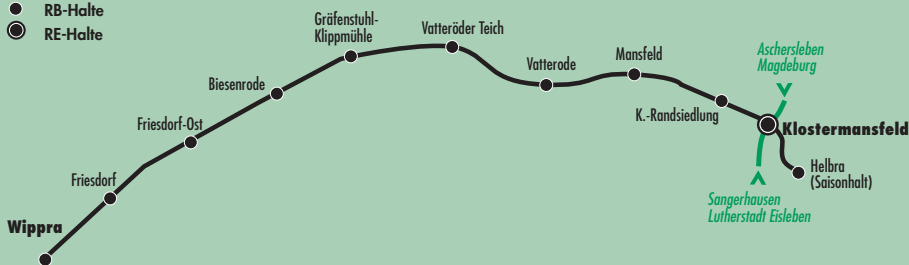 RB-Halte
RE-Halte
Gräfenstuhl-
Klippmühle
Vatteröder Teich
Vatterode
Mansfeld
Aschersleben
Magdeburg
Biesenrode
K.-Randsiedlung
Klostermansfeld
Friesdorf-Ost
Helbra
(Saisonhalt)
Friesdorf
Sangerhausen
Lutherstadt Eisleben
Wippra